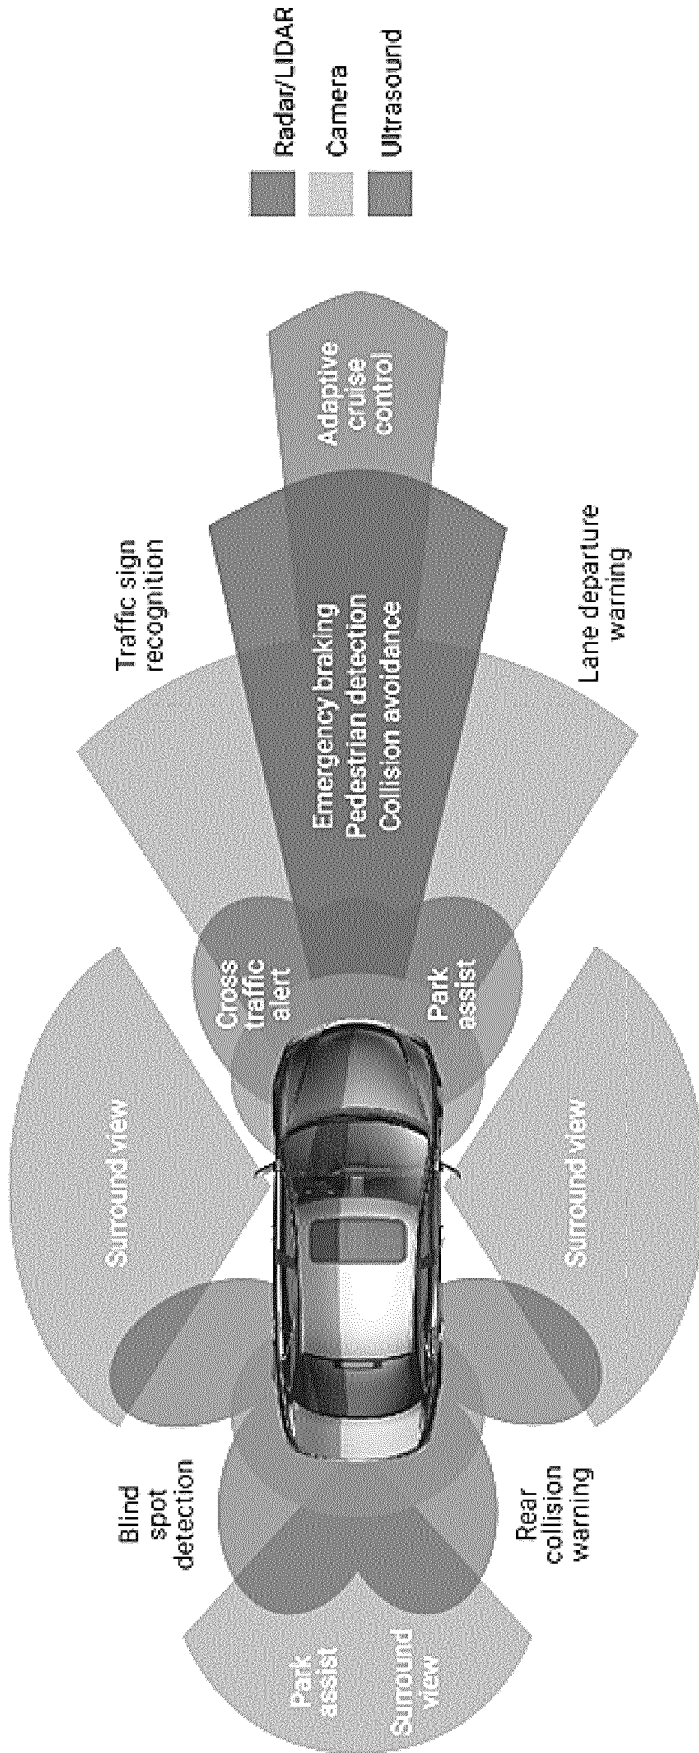 Radar/LIDAR
Camera
Ultrasound
Adaptive
cruise
control
Traffic sign
recognition
Emergency braking
Pedestrian detection
Collision avoidance
Lane departure
warning
Cross
traffic
alert
Park
assist
Surround view
Surround view
Blind
spot
detection
Rear
collision
warning
Park
assist
Surround
view